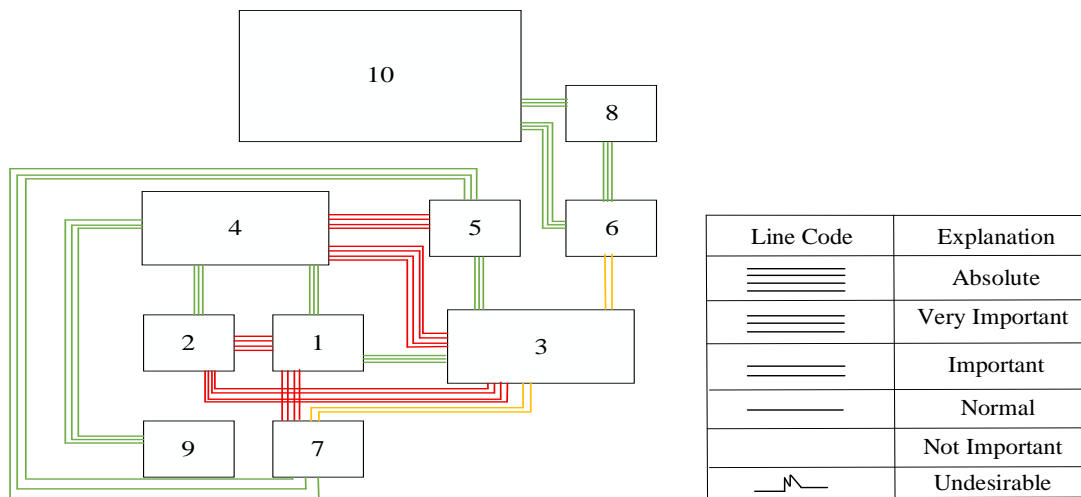 10
8
4
5
6
2
1
3
9
7
Line Code Explanation
Absolute
Very Important
Important
Normal
Not Important
Undesirable